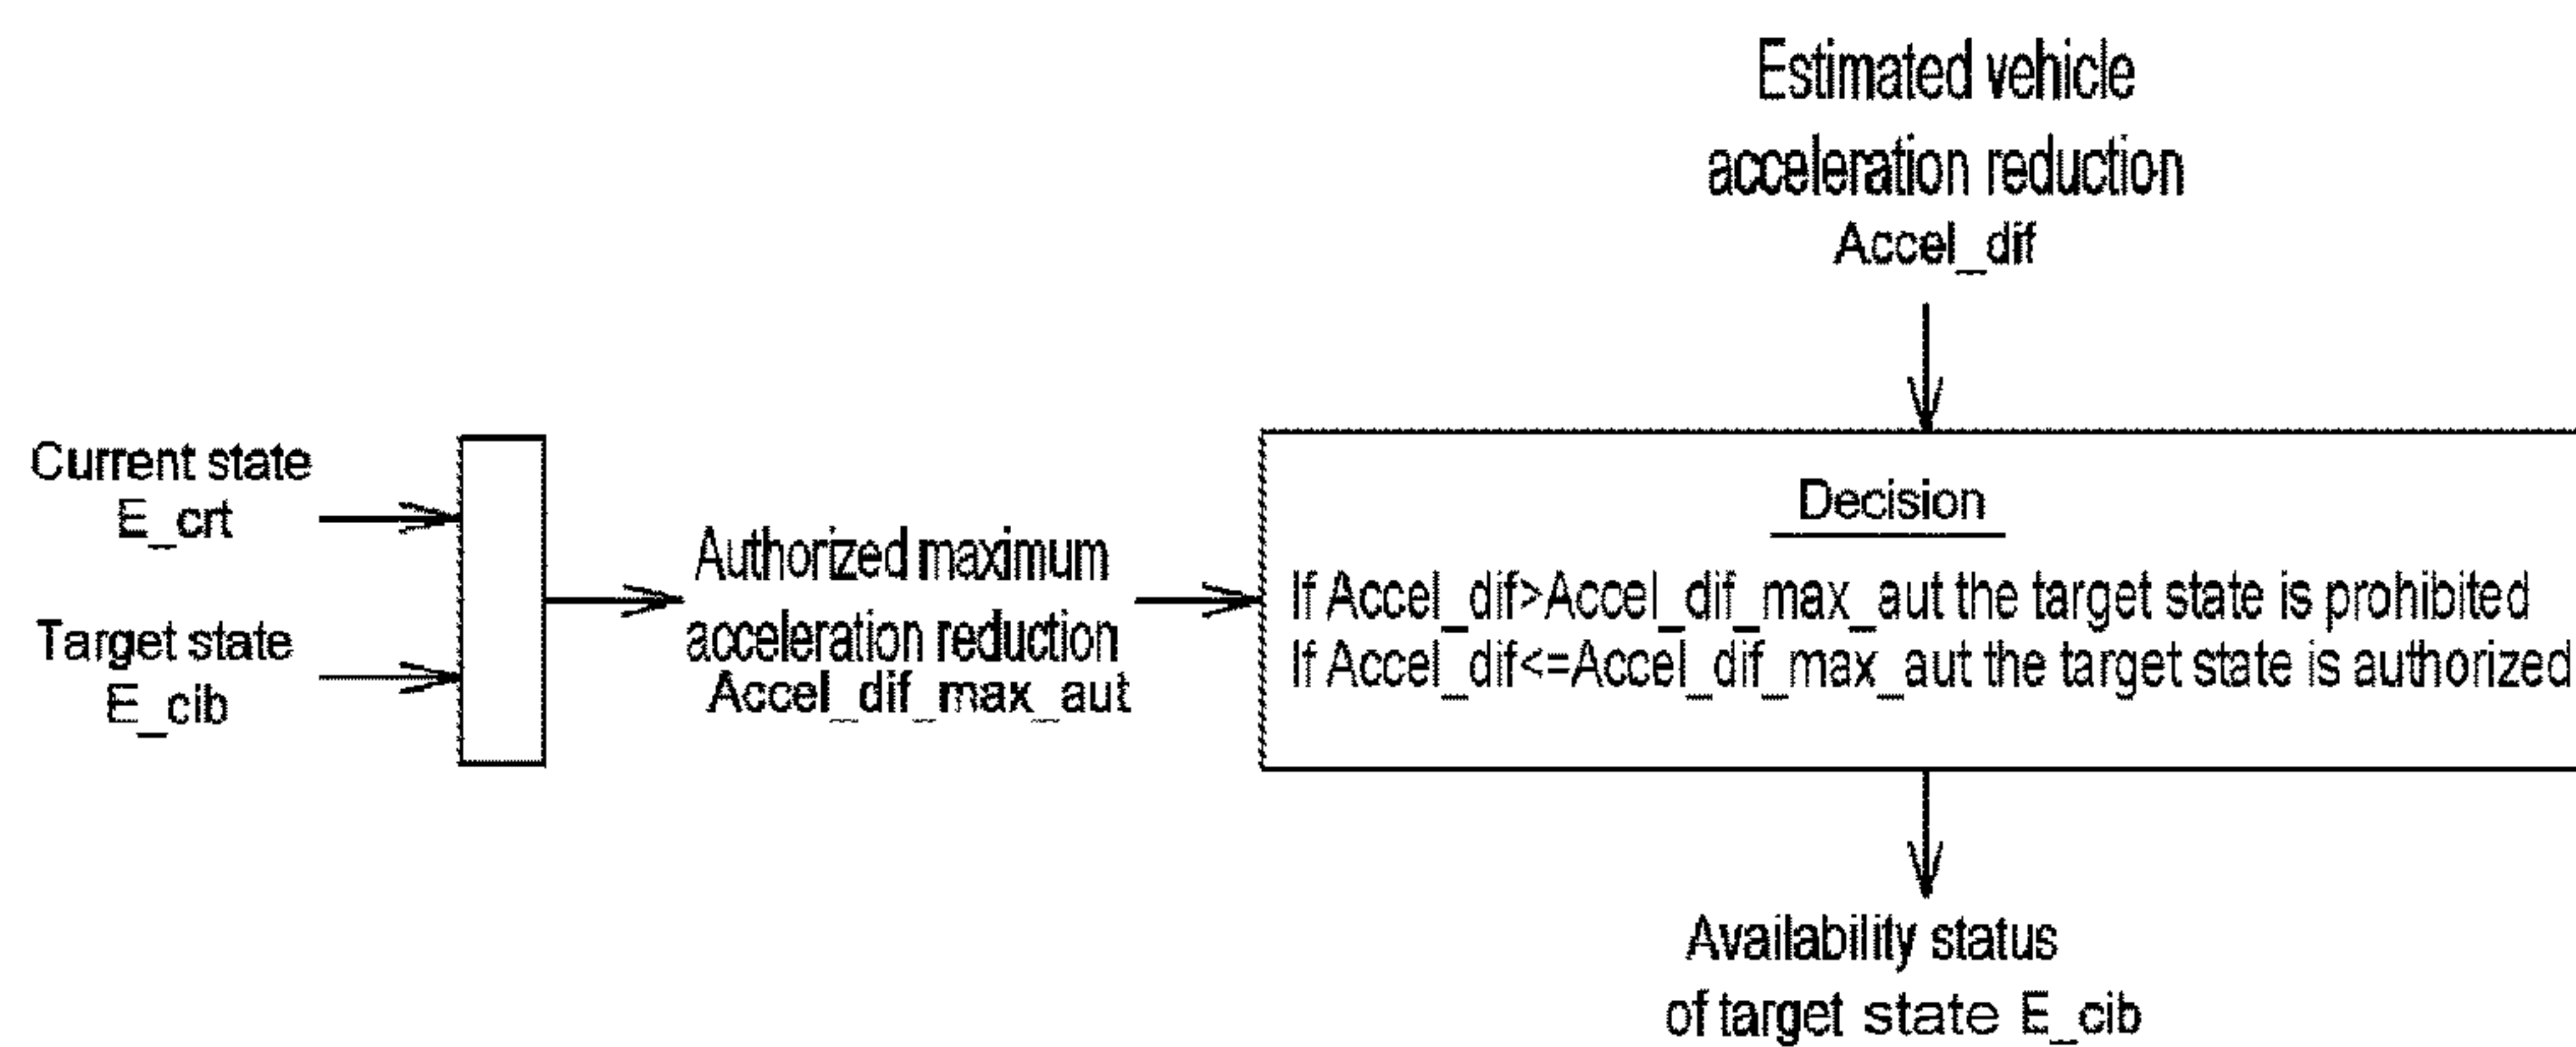 Estimated vehicle
acceleration reduction
Accel_dif
Current state
E_crt
Target state
E_cib
Authorized maximum
acceleration reduction
Accel_dif_max_aut
Decision
If Accel_dif>Accel_dif_max_aut the target state is prohibited
If Accel_dif<=Accel_dif_max_aut the target state is authorized
Availability status
of target state E_cib